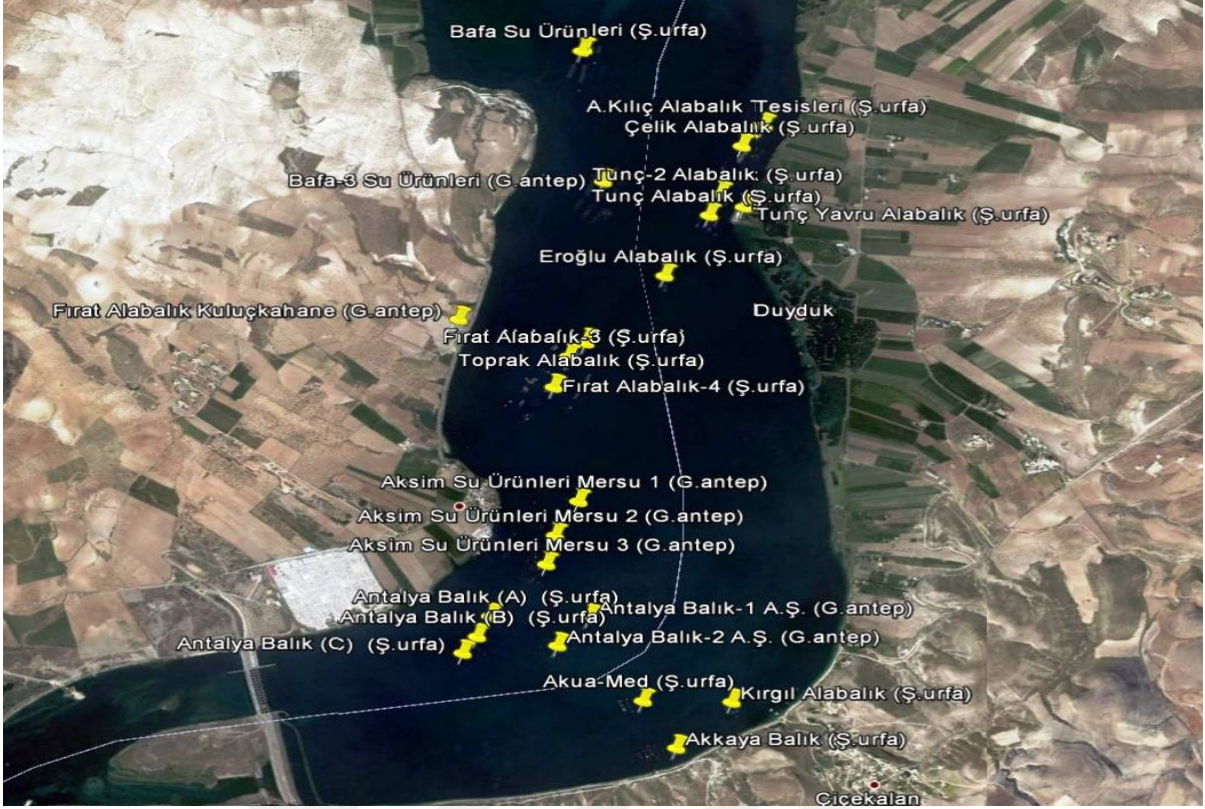 Bafa Su Ürünleri (Ş.urfa)
A.Kılıç Alabalık Tesisleri (Ş.urfa)
Çelik Alabalık (Ş.urfa)
Tunç-2 Alabalık (Ş.urfa)
Bafa-3 Su Ürünleri (G.antep)
Tunç Alabalık (Ş.urfa)
Tunç Yavru Alabalık (Ş.urfa)
Eroğlu Alabalık (Ş.urfa)
Fırat Alabalık Kuluçkahane (G.antep)
Duyduk
Fırat Alabalık-3 (Ş.urfa)
Toprak Alabalık (Ş.urfa)
Fırat Alabalık-4 (Ş.urfa)
Aksim Su Ürünleri Mersu 1 (G.antep)
Aksim Su Ürünleri Mersu 2 (G.antep)
Aksim Su Ürünleri Mersu 3 (G.antep)
Antalya Balık (A) (Ş.urfa)
Antalya Balık-1 A.Ş. (G.antep)
Antalya Balık (B) (Ş.urfa)
Antalya Balık (C) (Ş.urfa)
Antalya Balık-2 A.Ş. (G.antep)
Akua-Med (Ş.urfa)
Kırgıl Alabalık (Ş.urfa)
Akkaya Balık (Ş.urfa)
Çiçekalan